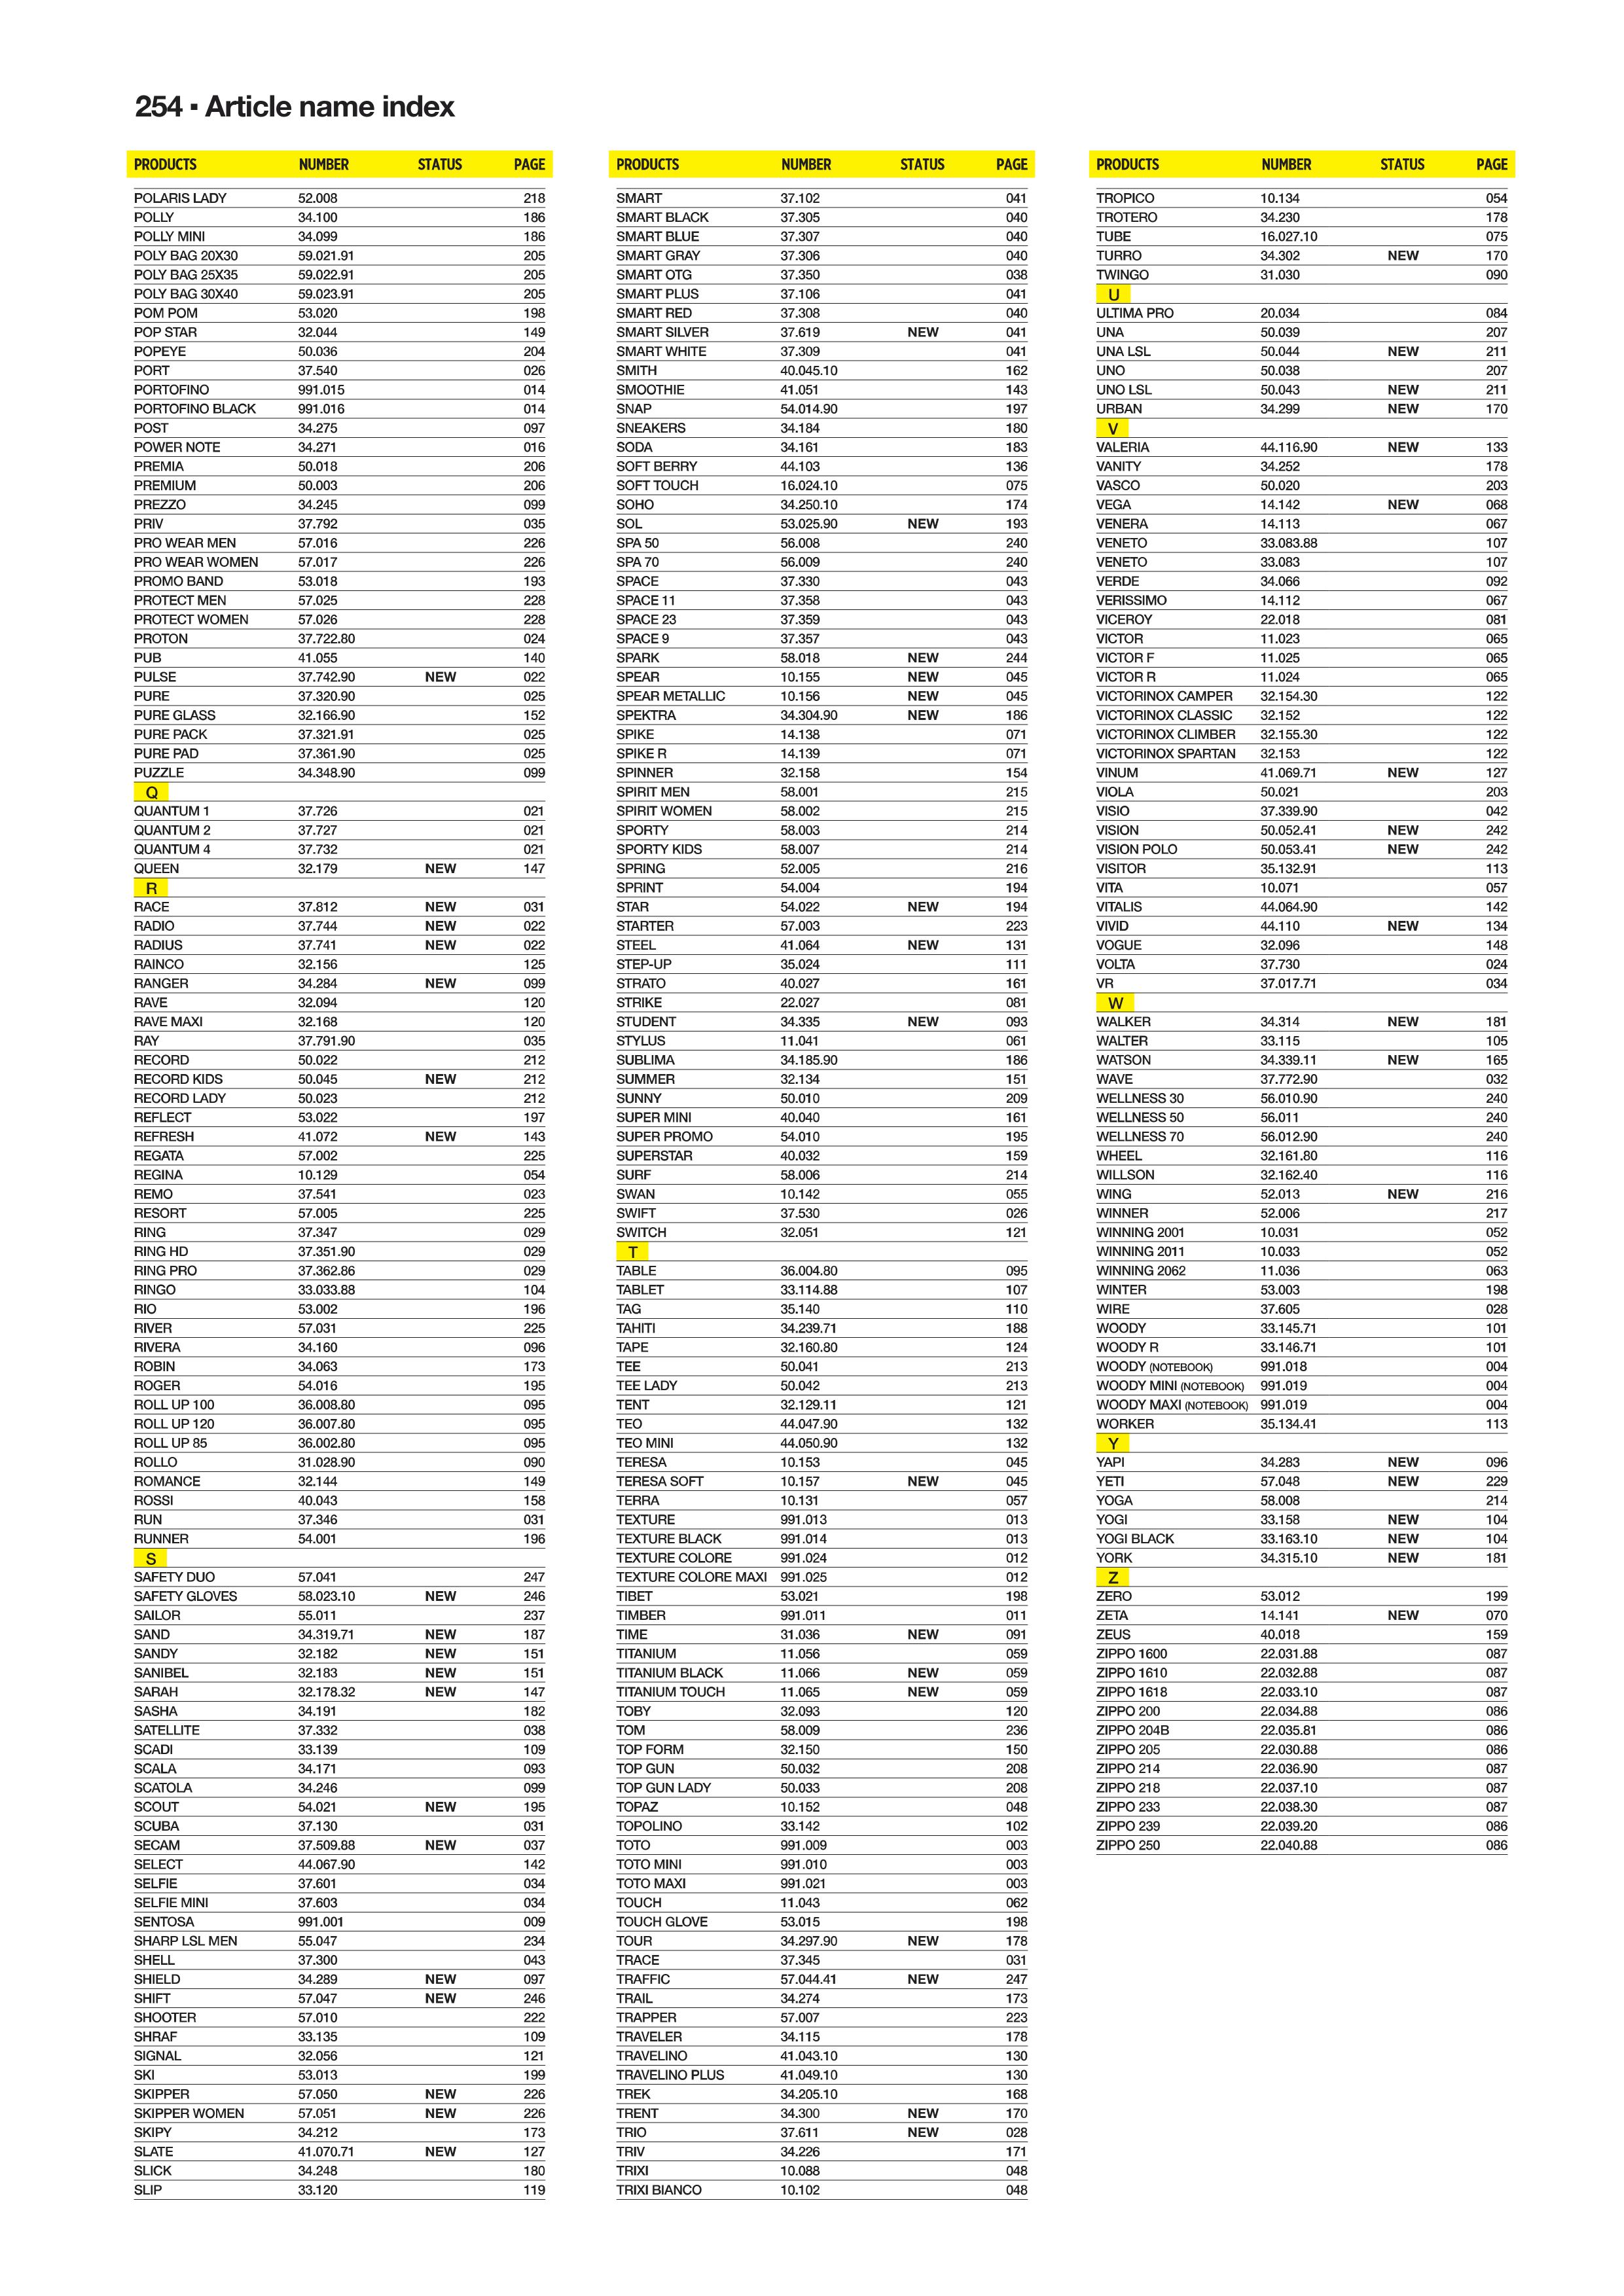 254 ▪ Article name index
PRODUCTS NUMBER STATUS PAGE
POLARIS LADY 52.008 218
POLLY 34.100 186
POLLY MINI 34.099 186
POLY BAG 20X30 59.021.91 205
POLY BAG 25X35 59.022.91 205
POLY BAG 30X40 59.023.91 205
POM POM 53.020 198
POP STAR 32.044 149
POPEYE 50.036 204
PORT 37.540 026
PORTOFINO 991.015 014
PORTOFINO BLACK 991.016 014
POST 34.275 097
POWER NOTE 34.271 016
PREMIA 50.018 206
PREMIUM 50.003 206
PREZZO 34.245 099
PRIV 37.792 035
PRO WEAR MEN 57.016 226
PRO WEAR WOMEN 57.017 226
PROMO BAND 53.018 193
PROTECT MEN 57.025 228
PROTECT WOMEN 57.026 228
PROTON 37.722.80 024
PUB 41.055 140
PULSE 37.742.90 NEW 022
PURE 37.320.90 025
PURE GLASS 32.166.90 152
PURE PACK 37.321.91 025
PURE PAD 37.361.90 025
PUZZLE 34.348.90 099
Q
QUANTUM 1 37.726 021
QUANTUM 2 37.727 021
QUANTUM 4 37.732 021
QUEEN 32.179 NEW 147
R
RACE 37.812 NEW 031
RADIO 37.744 NEW 022
RADIUS 37.741 NEW 022
RAINCO 32.156 125
RANGER 34.284 NEW 099
RAVE 32.094 120
RAVE MAXI 32.168 120
RAY 37.791.90 035
RECORD 50.022 212
RECORD KIDS 50.045 NEW 212
RECORD LADY 50.023 212
REFLECT 53.022 197
REFRESH 41.072 NEW 143
REGATA 57.002 225
REGINA 10.129 054
REMO 37.541 023
RESORT 57.005 225
RING 37.347 029
RING HD 37.351.90 029
RING PRO 37.362.86 029
RINGO 33.033.88 104
RIO 53.002 196
RIVER 57.031 225
RIVERA 34.160 096
ROBIN 34.063 173
ROGER 54.016 195
ROLL UP 100 36.008.80 095
ROLL UP 120 36.007.80 095
ROLL UP 85 36.002.80 095
ROLLO 31.028.90 090
ROMANCE 32.144 149
ROSSI 40.043 158
RUN 37.346 031
RUNNER 54.001 196
S
SAFETY DUO 57.041 247
SAFETY GLOVES 58.023.10 NEW 246
SAILOR 55.011 237
SAND 34.319.71 NEW 187
SANDY 32.182 NEW 151
SANIBEL 32.183 NEW 151
SARAH 32.178.32 NEW 147
SASHA 34.191 182
SATELLITE 37.332 038
SCADI 33.139 109
SCALA 34.171 093
SCATOLA 34.246 099
SCOUT 54.021 NEW 195
SCUBA 37.130 031
SECAM 37.509.88 NEW 037
SELECT 44.067.90 142
SELFIE 37.601 034
SELFIE MINI 37.603 034
SENTOSA 991.001 009
SHARP LSL MEN 55.047 234
SHELL 37.300 043
SHIELD 34.289 NEW 097
SHIFT 57.047 NEW 246
SHOOTER 57.010 222
SHRAF 33.135 109
SIGNAL 32.056 121
SKI 53.013 199
SKIPPER 57.050 NEW 226
SKIPPER WOMEN 57.051 NEW 226
SKIPY 34.212 173
SLATE 41.070.71 NEW 127
SLICK 34.248 180
SLIP 33.120 119
PRODUCTS NUMBER STATUS PAGE
SMART 37.102 041
SMART BLACK 37.305 040
SMART BLUE 37.307 040
SMART GRAY 37.306 040
SMART OTG 37.350 038
SMART PLUS 37.106 041
SMART RED 37.308 040
SMART SILVER 37.619 NEW 041
SMART WHITE 37.309 041
SMITH 40.045.10 162
SMOOTHIE 41.051 143
SNAP 54.014.90 197
SNEAKERS 34.184 180
SODA 34.161 183
SOFT BERRY 44.103 136
SOFT TOUCH 16.024.10 075
SOHO 34.250.10 174
SOL 53.025.90 NEW 193
SPA 50 56.008 240
SPA 70 56.009 240
SPACE 37.330 043
SPACE 11 37.358 043
SPACE 23 37.359 043
SPACE 9 37.357 043
SPARK 58.018 NEW 244
SPEAR 10.155 NEW 045
SPEAR METALLIC 10.156 NEW 045
SPEKTRA 34.304.90 NEW 186
SPIKE 14.138 071
SPIKE R 14.139 071
SPINNER 32.158 154
SPIRIT MEN 58.001 215
SPIRIT WOMEN 58.002 215
SPORTY 58.003 214
SPORTY KIDS 58.007 214
SPRING 52.005 216
SPRINT 54.004 194
STAR 54.022 NEW 194
STARTER 57.003 223
STEEL 41.064 NEW 131
STEP-UP 35.024 111
STRATO 40.027 161
STRIKE 22.027 081
STUDENT 34.335 NEW 093
STYLUS 11.041 061
SUBLIMA 34.185.90 186
SUMMER 32.134 151
SUNNY 50.010 209
SUPER MINI 40.040 161
SUPER PROMO 54.010 195
SUPERSTAR 40.032 159
SURF 58.006 214
SWAN 10.142 055
SWIFT 37.530 026
SWITCH 32.051 121
T
TABLE 36.004.80 095
TABLET 33.114.88 107
TAG 35.140 110
TAHITI 34.239.71 188
TAPE 32.160.80 124
TEE 50.041 213
TEE LADY 50.042 213
TENT 32.129.11 121
TEO 44.047.90 132
TEO MINI 44.050.90 132
TERESA 10.153 045
TERESA SOFT 10.157 NEW 045
TERRA 10.131 057
TEXTURE 991.013 013
TEXTURE BLACK 991.014 013
TEXTURE COLORE 991.024 012
TEXTURE COLORE MAXI 991.025 012
TIBET 53.021 198
TIMBER 991.011 011
TIME 31.036 NEW 091
TITANIUM 11.056 059
TITANIUM BLACK 11.066 NEW 059
TITANIUM TOUCH 11.065 NEW 059
TOBY 32.093 120
TOM 58.009 236
TOP FORM 32.150 150
TOP GUN 50.032 208
TOP GUN LADY 50.033 208
TOPAZ 10.152 048
TOPOLINO 33.142 102
TOTO 991.009 003
TOTO MINI 991.010 003
TOTO MAXI 991.021 003
TOUCH 11.043 062
TOUCH GLOVE 53.015 198
TOUR 34.297.90 NEW 178
TRACE 37.345 031
TRAFFIC 57.044.41 NEW 247
TRAIL 34.274 173
TRAPPER 57.007 223
TRAVELER 34.115 178
TRAVELINO 41.043.10 130
TRAVELINO PLUS 41.049.10 130
TREK 34.205.10 168
TRENT 34.300 NEW 170
TRIO 37.611 NEW 028
TRIV 34.226 171
TRIXI 10.088 048
TRIXI BIANCO 10.102 048
PRODUCTS NUMBER STATUS PAGE
TROPICO 10.134 054
TROTERO 34.230 178
TUBE 16.027.10 075
TURRO 34.302 NEW 170
TWINGO 31.030 090
U
ULTIMA PRO 20.034 084
UNA 50.039 207
UNA LSL 50.044 NEW 211
UNO 50.038 207
UNO LSL 50.043 NEW 211
URBAN 34.299 NEW 170
V
VALERIA 44.116.90 NEW 133
VANITY 34.252 178
VASCO 50.020 203
VEGA 14.142 NEW 068
VENERA 14.113 067
VENETO 33.083.88 107
VENETO 33.083 107
VERDE 34.066 092
VERISSIMO 14.112 067
VICEROY 22.018 081
VICTOR 11.023 065
VICTOR F 11.025 065
VICTOR R 11.024 065
VICTORINOX CAMPER 32.154.30 122
VICTORINOX CLASSIC 32.152 122
VICTORINOX CLIMBER 32.155.30 122
VICTORINOX SPARTAN 32.153 122
VINUM 41.069.71 NEW 127
VIOLA 50.021 203
VISIO 37.339.90 042
VISION 50.052.41 NEW 242
VISION POLO 50.053.41 NEW 242
VISITOR 35.132.91 113
VITA 10.071 057
VITALIS 44.064.90 142
VIVID 44.110 NEW 134
VOGUE 32.096 148
VOLTA 37.730 024
VR 37.017.71 034
W
WALKER 34.314 NEW 181
WALTER 33.115 105
WATSON 34.339.11 NEW 165
WAVE 37.772.90 032
WELLNESS 30 56.010.90 240
WELLNESS 50 56.011 240
WELLNESS 70 56.012.90 240
WHEEL 32.161.80 116
WILLSON 32.162.40 116
WING 52.013 NEW 216
WINNER 52.006 217
WINNING 2001 10.031 052
WINNING 2011 10.033 052
WINNING 2062 11.036 063
WINTER 53.003 198
WIRE 37.605 028
WOODY 33.145.71 101
WOODY R 33.146.71 101
WOODY (NOTEBOOK) 991.018 004
WOODY MINI (NOTEBOOK) 991.019 004
WOODY MAXI (NOTEBOOK) 991.019 004
WORKER 35.134.41 113
Y
YAPI 34.283 NEW 096
YETI 57.048 NEW 229
YOGA 58.008 214
YOGI 33.158 NEW 104
YOGI BLACK 33.163.10 NEW 104
YORK 34.315.10 NEW 181
Z
ZERO 53.012 199
ZETA 14.141 NEW 070
ZEUS 40.018 159
ZIPPO 1600 22.031.88 087
ZIPPO 1610 22.032.88 087
ZIPPO 1618 22.033.10 087
ZIPPO 200 22.034.88 086
ZIPPO 204B 22.035.81 086
ZIPPO 205 22.030.88 086
ZIPPO 214 22.036.90 087
ZIPPO 218 22.037.10 087
ZIPPO 233 22.038.30 087
ZIPPO 239 22.039.20 086
ZIPPO 250 22.040.88 086